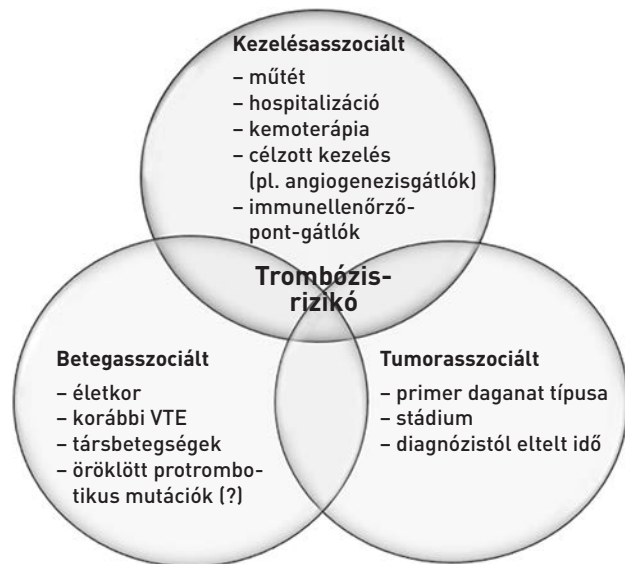 Kezelésasszociált
– műtét
– hospitalizáció
– kemoterápia
– célzott kezelés
(pl. angiogenezisgátlók)
– immunellenőrző-
pont-gátlók
Trombózis-
rizikó
Betegasszociált
– életkor
– korábbi VTE
– társbetegségek
– öröklött protrombo-
tikus mutációk (?)
Tumorasszociált
– primer daganat típusa
– stádium
– diagnózistól eltelt idő